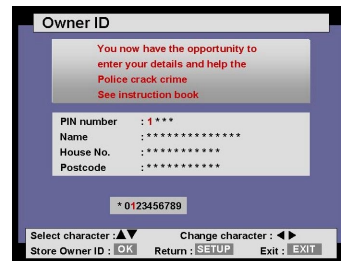 Owner ID
You now have the opportunity to
enter your details and help the
Police crack crime
See instruction book
PIN number : 1 * * *
Name : * * * * * * * * * * * * * *
House No. : * * * * * * * * * * *
Postcode : * * * * * * * * * * *
* 0123456789
Select character : ▲▼ Change character : ◀ ▶
Store Owner ID : OK Return : SETUP Exit : EXIT